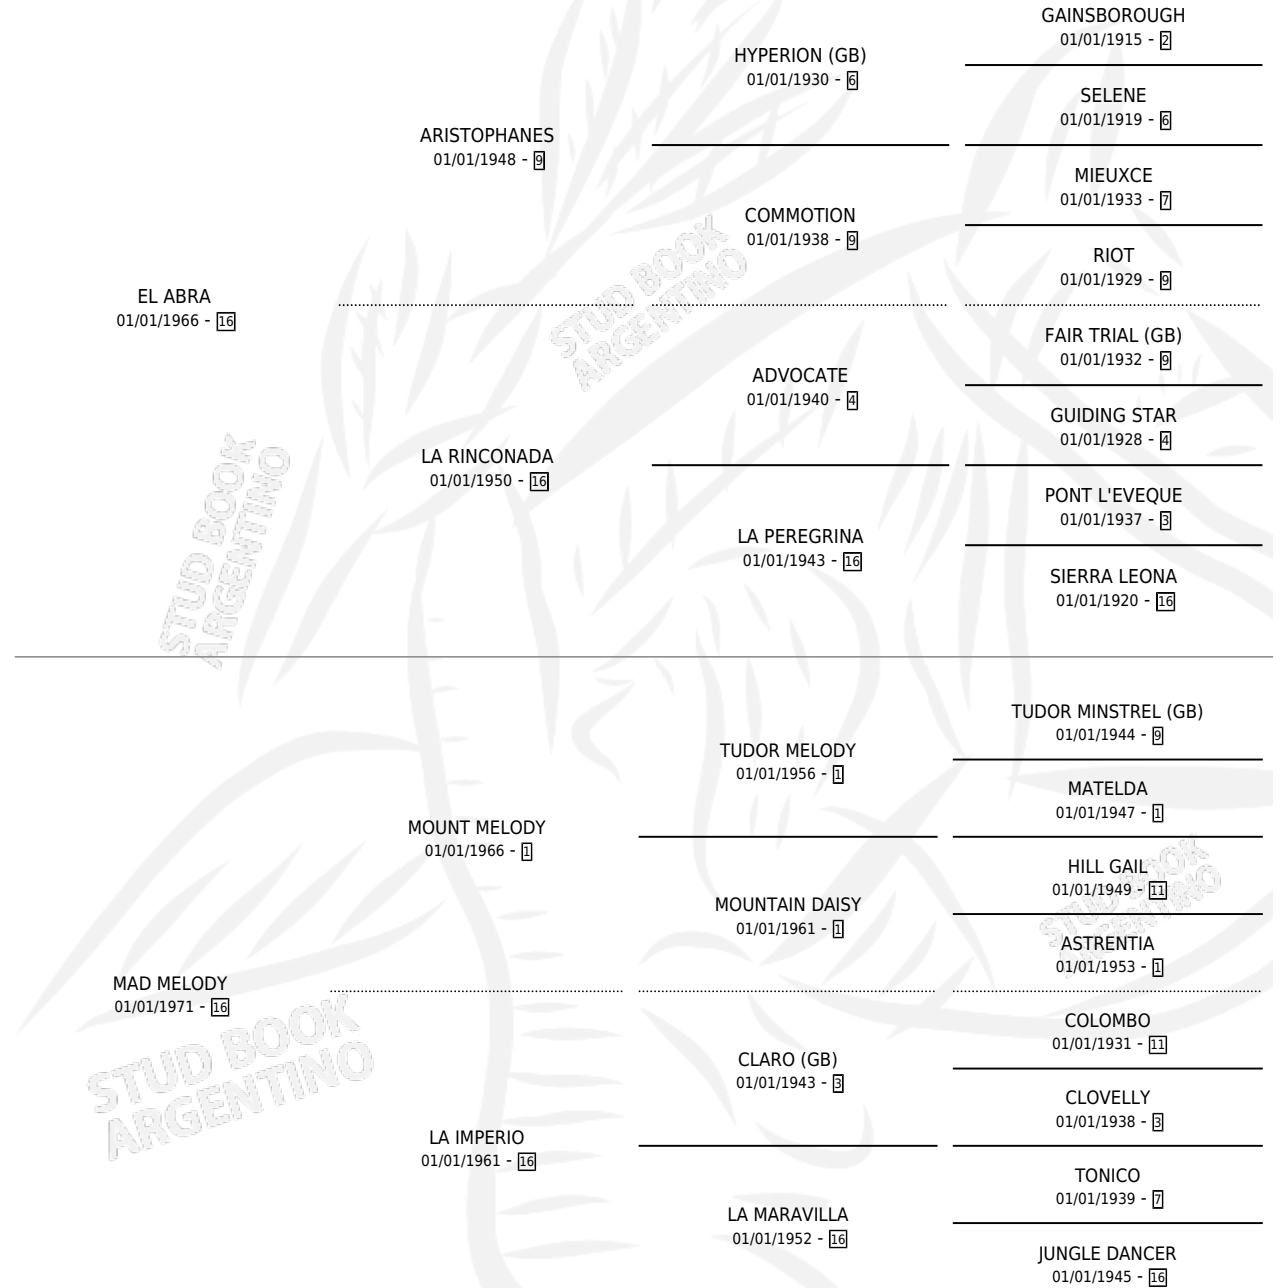 GAINSBOROUGH
01/01/1915 - 2
HYPERION (GB)
01/01/1930 - 6
SELENE
01/01/1919 - 6
ARISTOPHANES
01/01/1948 - 9
MIEUXCE
01/01/1933 - 7
COMMOTION
01/01/1938 - 9
RIOT
01/01/1929 - 9
EL ABRA
01/01/1966 - 16
FAIR TRIAL (GB)
01/01/1932 - 9
ADVOCATE
01/01/1940 - 4
GUIDING STAR
01/01/1928 - 4
LA RINCONADA
01/01/1950 - 16
PONT L'EVEQUE
01/01/1937 - 3
LA PEREGRINA
01/01/1943 - 16
SIERRA LEONA
01/01/1920 - 16
STUD BOOK
ARGENTINO
STUD BOOK
ARGENTINO
TUDOR MINSTREL (GB)
01/01/1944 - 9
TUDOR MELODY
01/01/1956 - 1
MATELDA
01/01/1947 - 1
MOUNT MELODY
01/01/1966 - 1
HILL GAIL
01/01/1949 - 11
MOUNTAIN DAISY
01/01/1961 - 1
ASTRENTIA
01/01/1953 - 1
MAD MELODY
01/01/1971 - 16
COLOMBO
01/01/1931 - 11
CLARO (GB)
01/01/1943 - 3
CLOVELLY
01/01/1938 - 3
LA IMPERIO
01/01/1961 - 16
TONICO
01/01/1939 - 7
LA MARAVILLA
01/01/1952 - 16
JUNGLE DANCER
01/01/1945 - 16
STUD BOOK
ARGENTINO
STUD BOOK
ARGENTINO